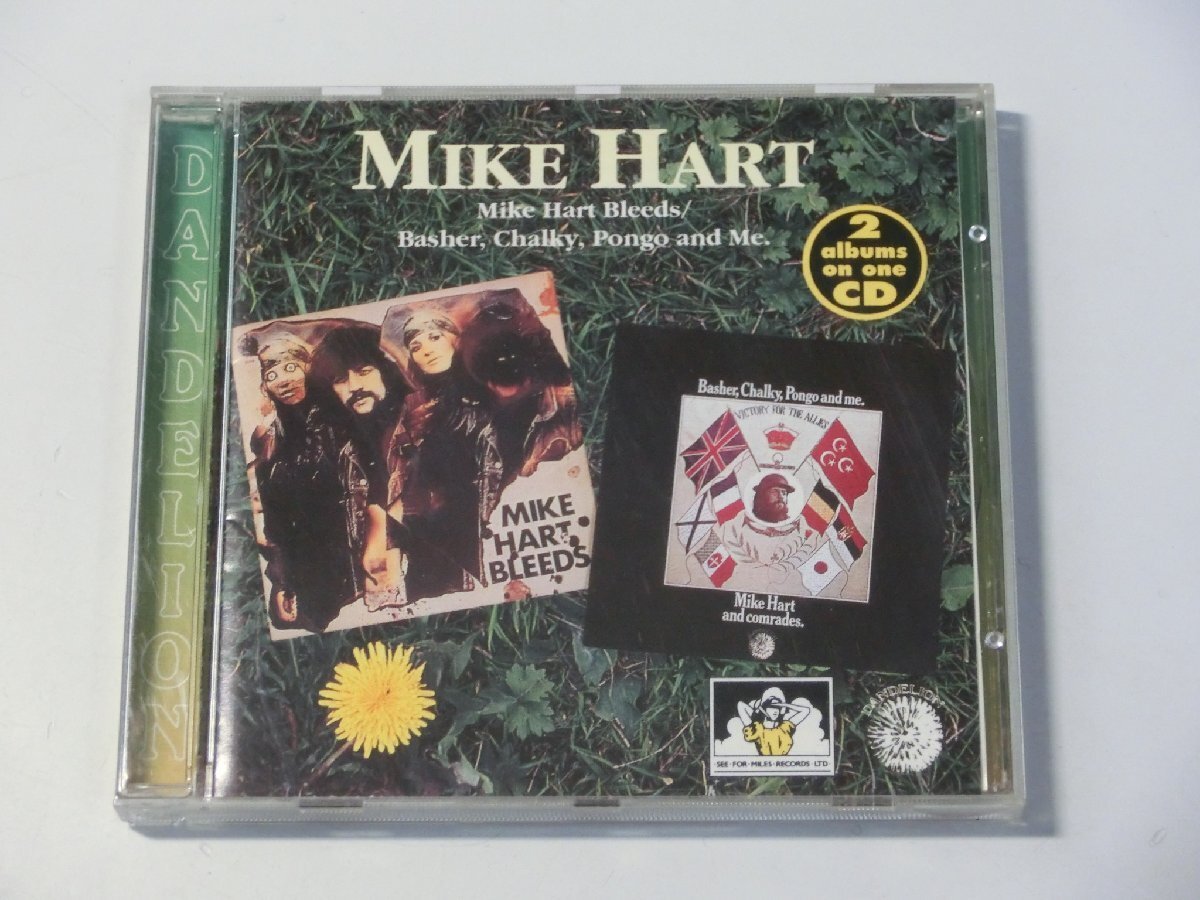 DANDELION
MIKE HART
Mike Hart Bleeds/
Basher, Chalky, Pongo and Me.
2
albums
on one
CD
MIKE
HART
BLEEDS
Basher, Chalky, Pongo and me.
VICTORY FOR THE ALLIES
Mike Hart
and comrades.
SEE·FOR·MILES·RECORDS LTD
DANDELION